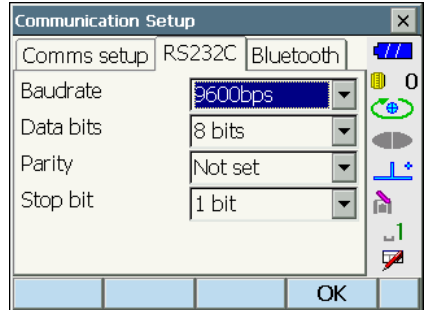 Communication Setup
Comms setup RS232C Bluetooth
Baudrate 9600bps
0
Data bits 8 bits
Parity Not set
Stop bit 1 bit
1
OK